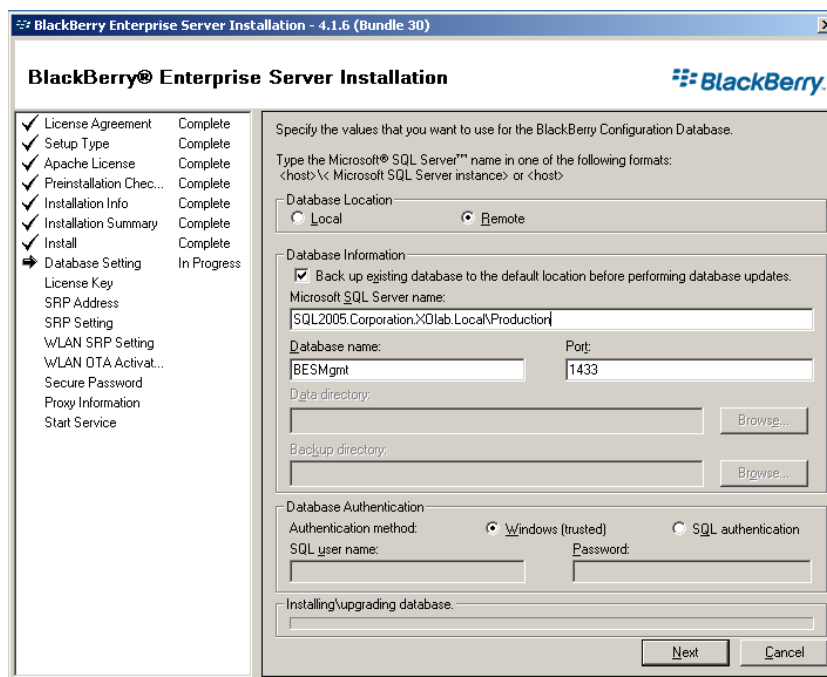 BlackBerry Enterprise Server Installation - 4.1.6 (Bundle 30)
BlackBerry® Enterprise Server Installation
BlackBerry.
License Agreement Complete
Setup Type Complete
Apache License Complete
Preinstallation Chec... Complete
Installation Info Complete
Installation Summary Complete
Install Complete
Database Setting In Progress
License Key
SRP Address
SRP Setting
WLAN SRP Setting
WLAN OTA Activat...
Secure Password
Proxy Information
Start Service
Specify the values that you want to use for the BlackBerry Configuration Database.
Type the Microsoft® SQL Server™ name in one of the following formats:
<host>\< Microsoft SQL Server instance> or <host>
Database Location
Local Remote
Database Information
Back up existing database to the default location before performing database updates.
Microsoft SQL Server name:
SQL2005.Corporation.XOlab.Local\Production
Database name: Port:
BESMgmt 1433
Data directory:
Browse...
Backup directory:
Browse...
Database Authentication
Authentication method: Windows (trusted) SQL authentication
SQL user name: Password:
Installing\upgrading database.
Next Cancel